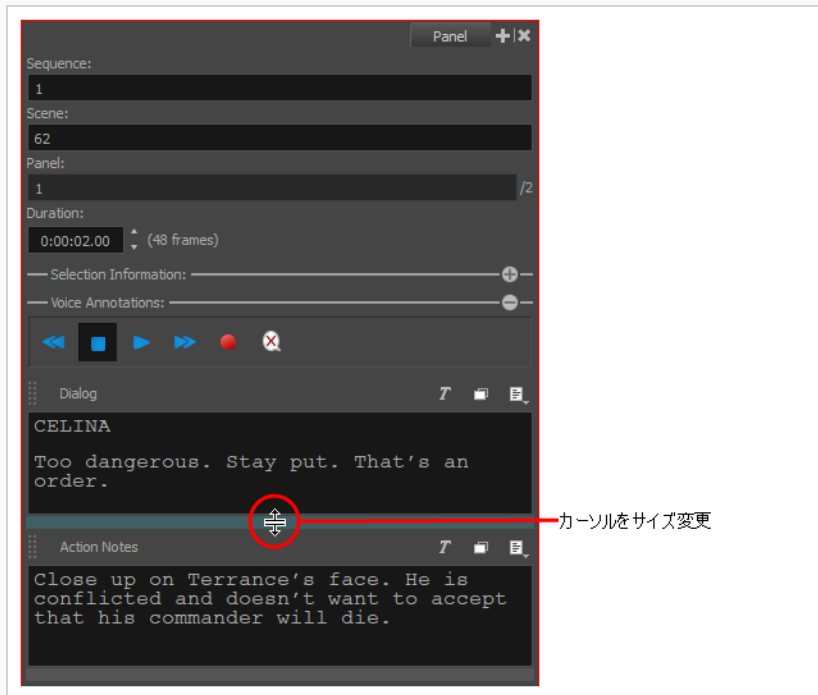 Panel
Sequence:
1
Scene:
62
Panel:
1
/2
Duration:
0:00:02.00 (48 frames)
Selection Information:
Voice Annotations:
Dialog
CELINA
Too dangerous. Stay put. That's an
order.
カーソルをサイズ変更
Action Notes
Close up on Terrance's face. He is
conflicted and doesn't want to accept
that his commander will die.